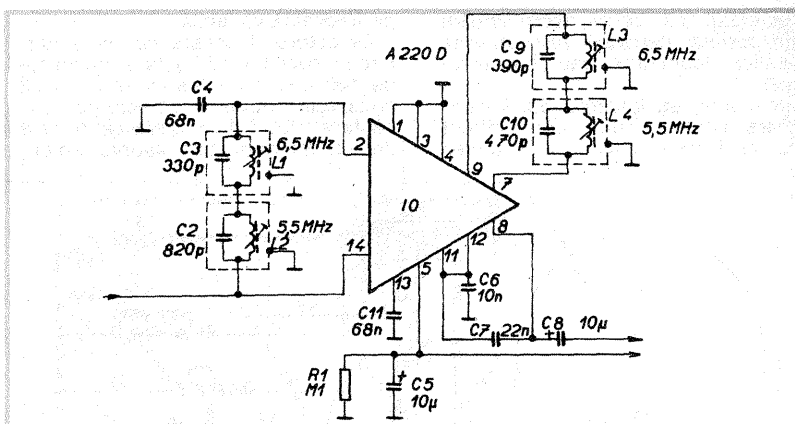 A 220 D
C4
68n
C3
330p
6,5 MHz
L1
C2
820p
5,5 MHz
L2
2
14
1
3
4
9
7
IO
8
12
11
5
13
C9
390p
L3
6,5 MHz
C10
470p
L4
5,5 MHz
C11
68n
C6
10n
C7
22n
+
C8
10µ
R1
M1
+
C5
10µ